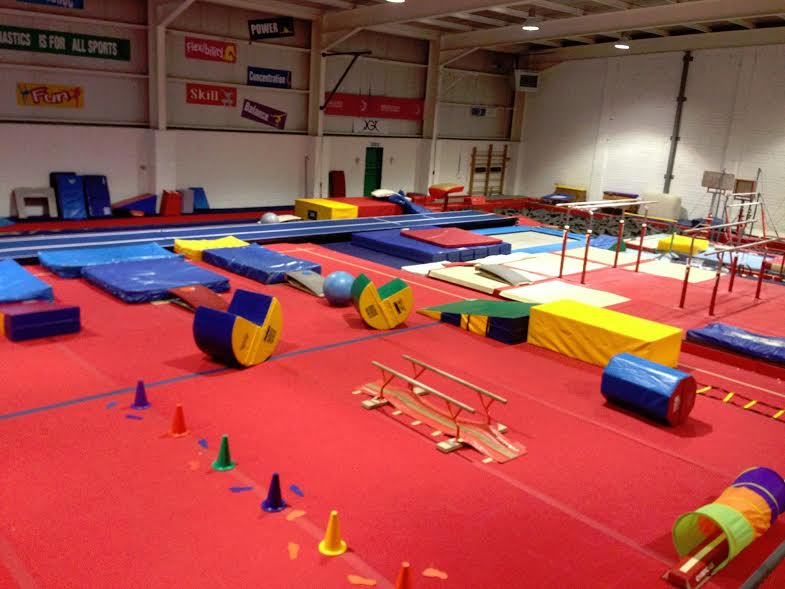 NASTICS IS FOR ALL SPORTS
Flexibility
POWER
Concentration
Fun
Skill
Balance